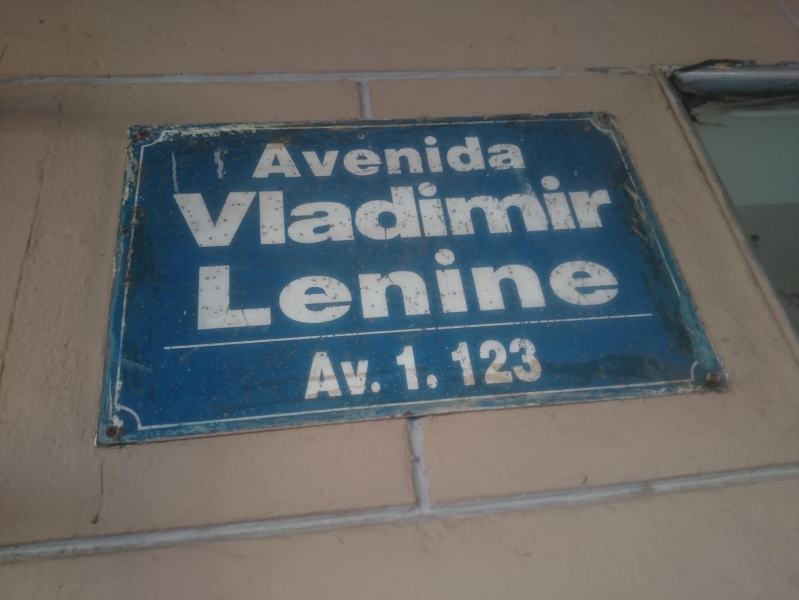 Avenida
Vladimir
Lenine
Av. 1. 123